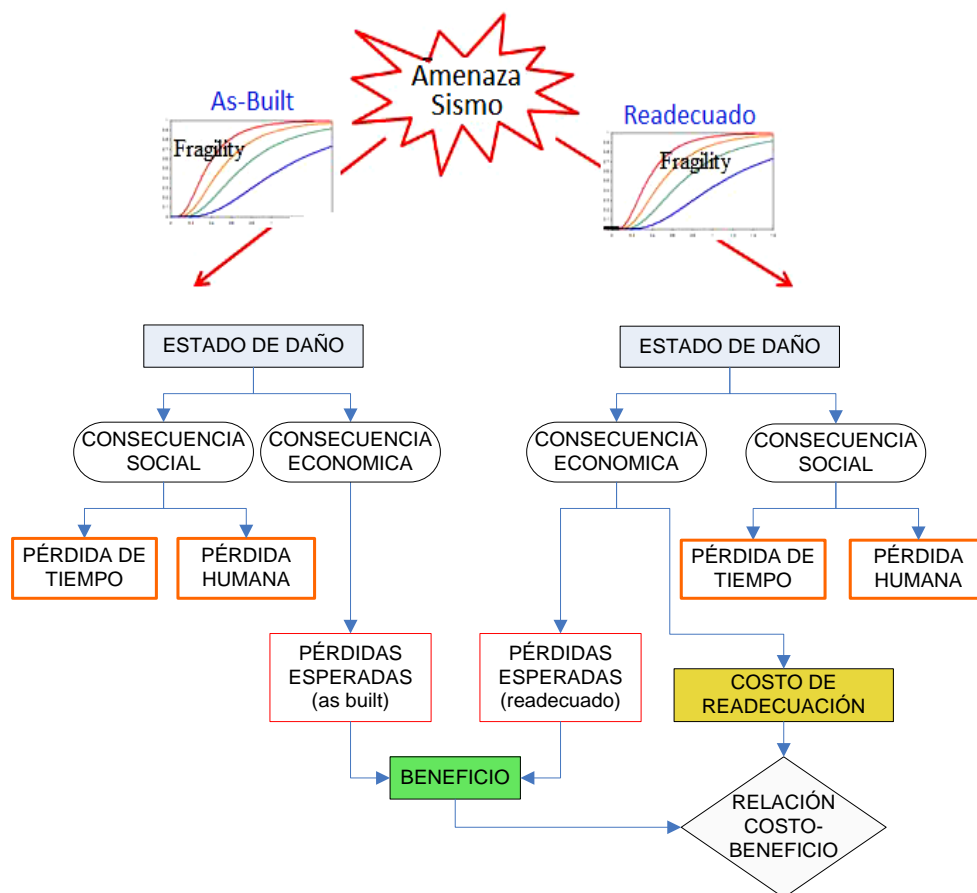 Amenaza
Sismo
As-Built
Fragility
Readecuado
Fragility
ESTADO DE DAÑO
ESTADO DE DAÑO
CONSECUENCIA
SOCIAL
CONSECUENCIA
ECONOMICA
CONSECUENCIA
ECONOMICA
CONSECUENCIA
SOCIAL
PÉRDIDA DE
TIEMPO
PÉRDIDA
HUMANA
PÉRDIDA DE
TIEMPO
PÉRDIDA
HUMANA
PÉRDIDAS
ESPERADAS
(as built)
PÉRDIDAS
ESPERADAS
(readecuado)
COSTO DE
READECUACIÓN
BENEFICIO
RELACIÓN
COSTO-
BENEFICIO